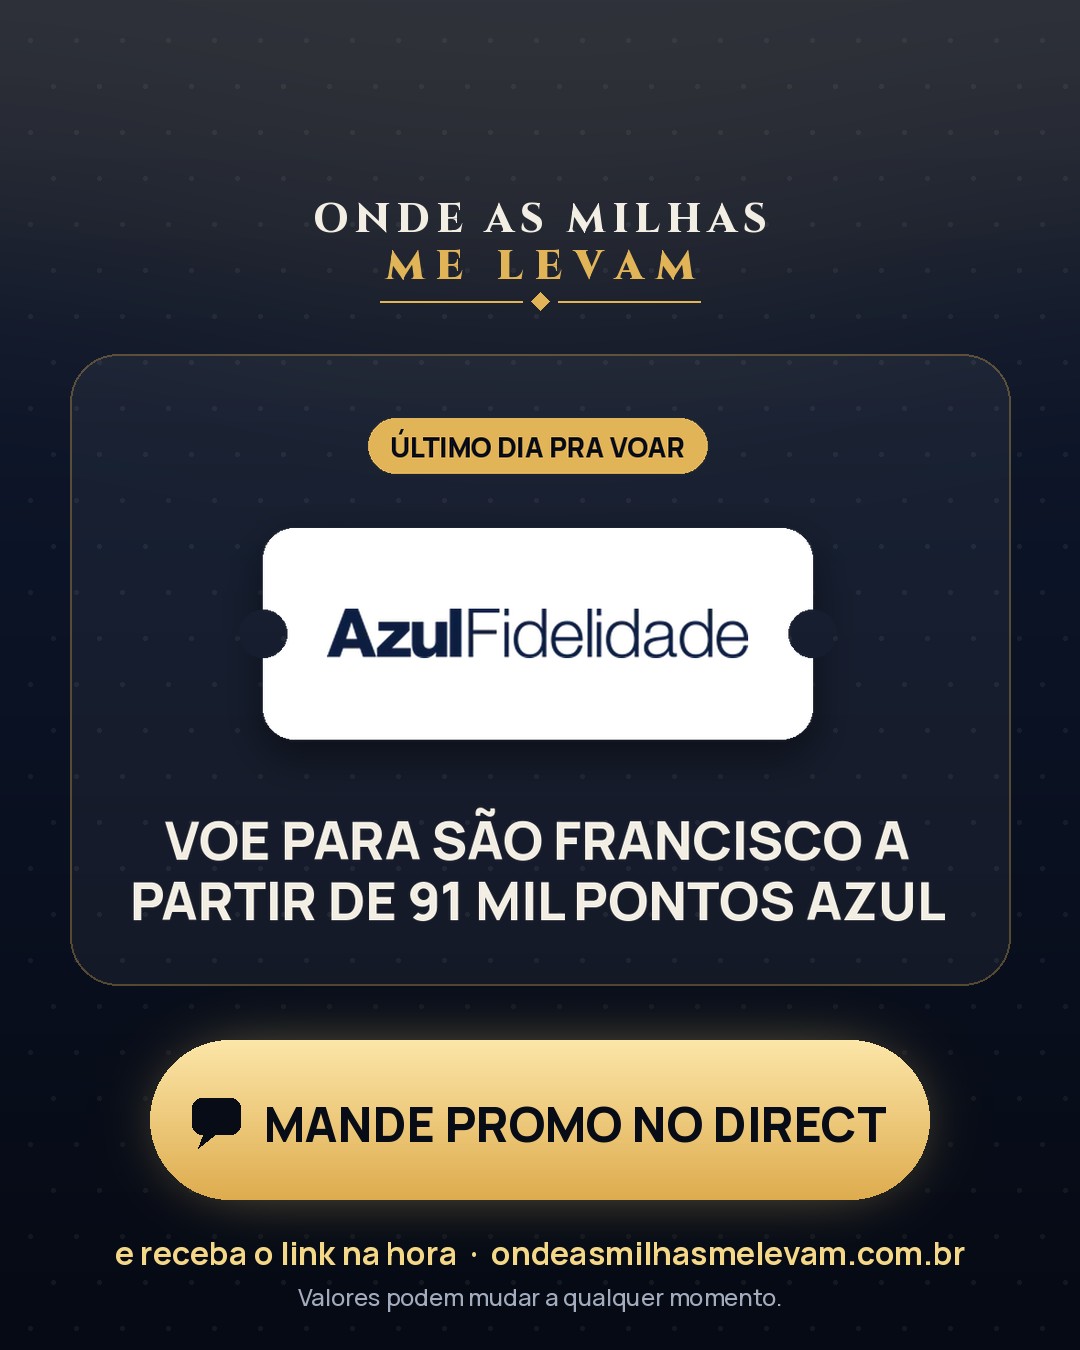 ONDE AS MILHAS
ME LEVAM
ÚLTIMO DIA PRA VOAR
AzulFidelidade
VOE PARA SÃO FRANCISCO A
PARTIR DE 91 MIL PONTOS AZUL
MANDE PROMO NO DIRECT
e receba o link na hora · ondeasmilhasmelevam.com.br
Valores podem mudar a qualquer momento.